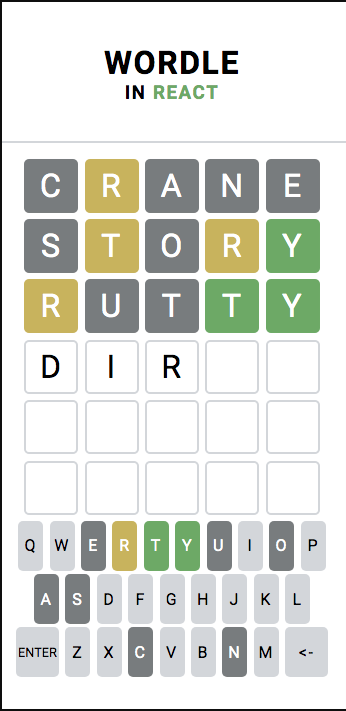 WORDLE
IN REACT
C R A N E
S T O R Y
R U T T Y
D I R
Q W E R T Y U I O P
A S D F G H J K L
ENTER Z X C V B N M <-